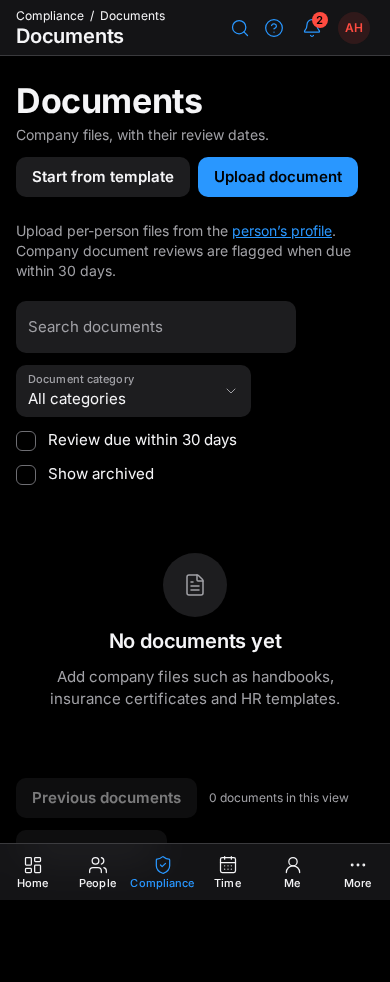 Compliance / Documents
Documents
2
AH
Documents
Company files, with their review dates.
Start from template
Upload document
Upload per-person files from the person’s profile.
Company document reviews are flagged when due
within 30 days.
Search documents
Document category
All categories
Review due within 30 days
Show archived
No documents yet
Add company files such as handbooks,
insurance certificates and HR templates.
Previous documents
0 documents in this view
Home
People
Compliance
Time
Me
More